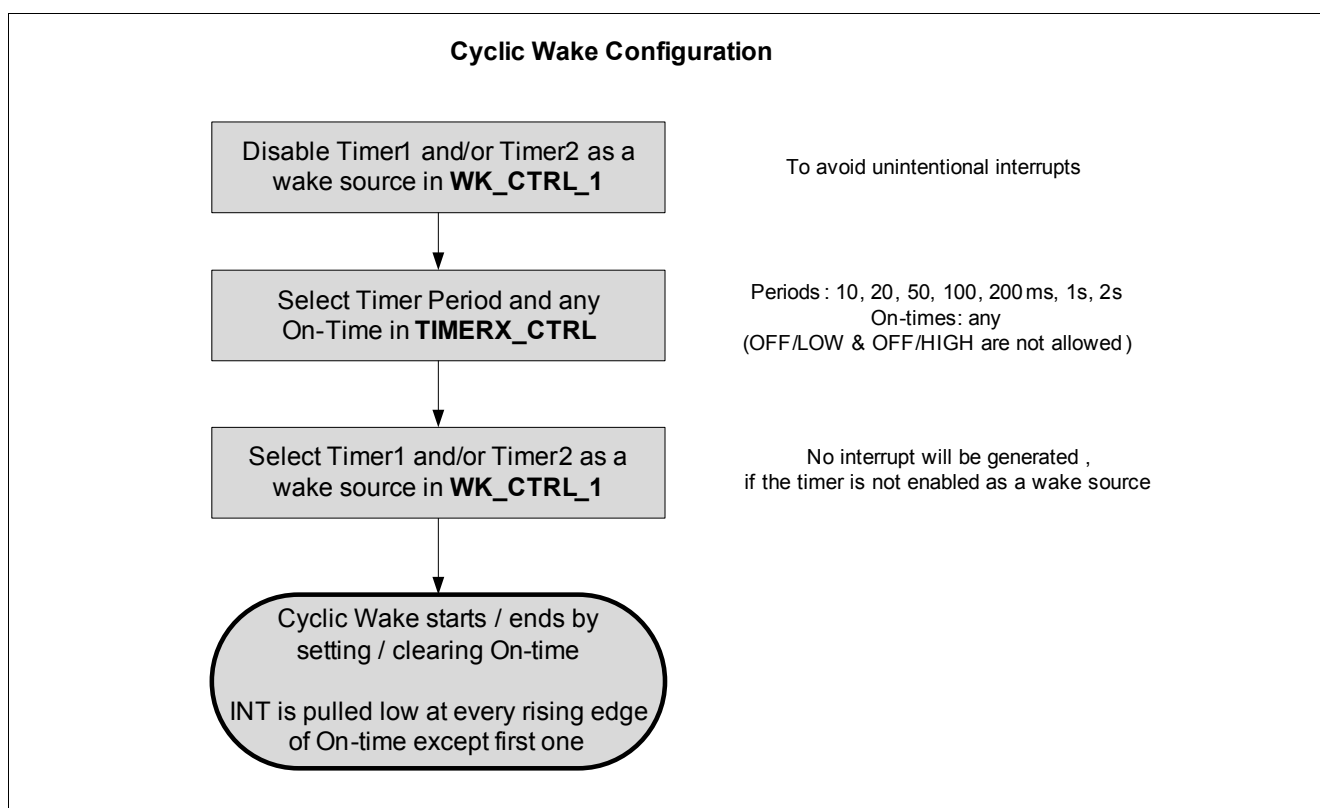 Cyclic Wake Configuration
Disable Timer1 and/or Timer2 as a
wake source in WK_CTRL_1
To avoid unintentional interrupts
Select Timer Period and any
On-Time in TIMERX_CTRL
Periods : 10, 20, 50, 100, 200ms, 1s, 2s
On-times: any
(OFF/LOW & OFF/HIGH are not allowed )
Select Timer1 and/or Timer2 as a
wake source in WK_CTRL_1
No interrupt will be generated ,
if the timer is not enabled as a wake source
Cyclic Wake starts / ends by
setting / clearing On-time
INT is pulled low at every rising edge
of On-time except first one